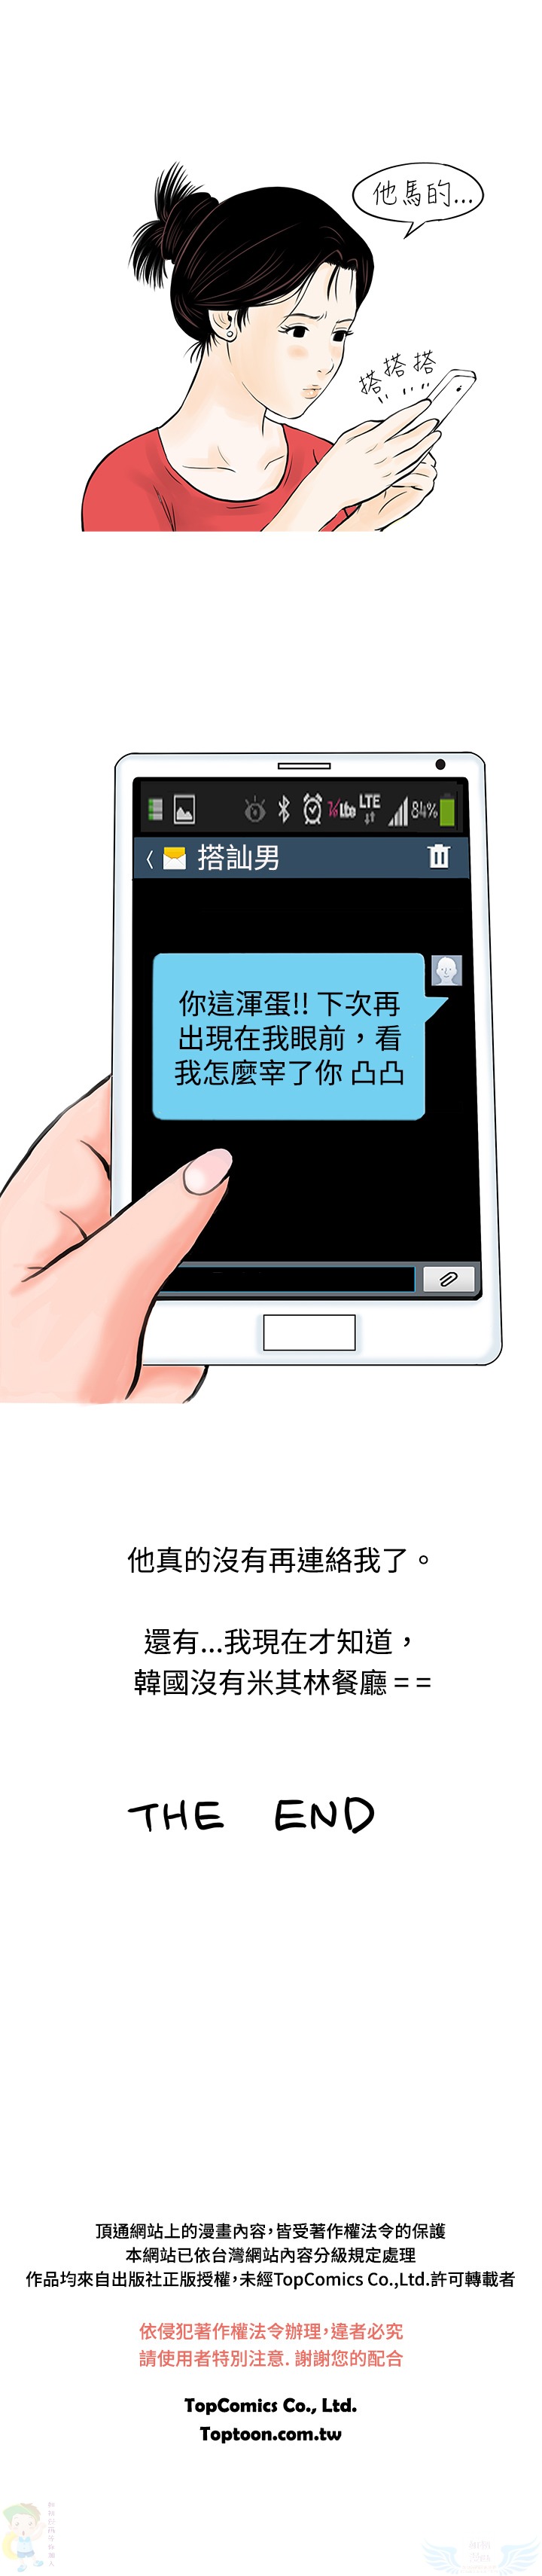 他馬的...
搭搭搭
LTE
84%
搭訕男
你這渾蛋!! 下次再
出現在我眼前，看
我怎麼宰了你 凸凸
他真的沒有再連絡我了。
還有...我現在才知道，
韓國沒有米其林餐廳 = =
THE END
頂通網站上的漫畫內容,皆受著作權法令的保護
本網站已依台灣網站內容分級規定處理
作品均來自出版社正版授權,未經TopComics Co.,Ltd.許可轉載者
依侵犯著作權法令辦理,違者必究
請使用者特別注意. 謝謝您的配合
TopComics Co., Ltd.
Toptoon.com.tw